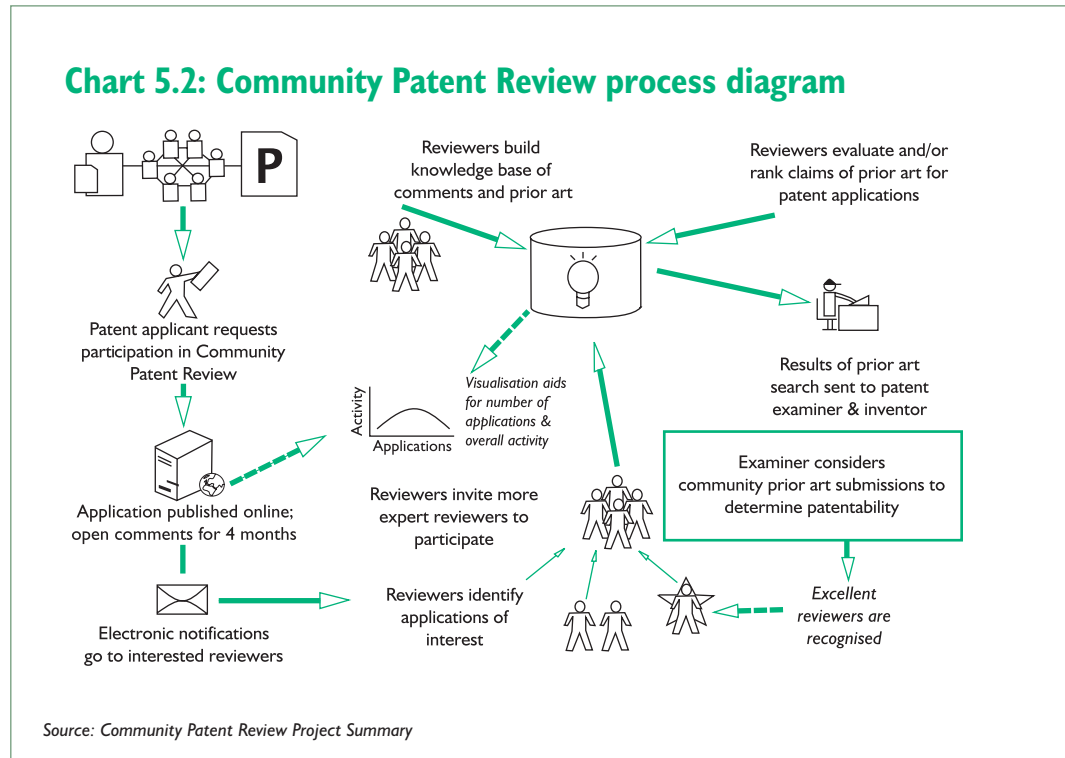 Chart 5.2: Community Patent Review process diagram
P
Patent applicant requests
participation in Community
Patent Review
Application published online;
open comments for 4 months
Electronic notifications
go to interested reviewers
Reviewers build
knowledge base of
comments and prior art
Reviewers evaluate and/or
rank claims of prior art for
patent applications
Activity
Applications
Visualisation aids
for number of
applications &
overall activity
Reviewers invite more
expert reviewers to
participate
Reviewers identify
applications of
interest
Results of prior art
search sent to patent
examiner & inventor
Examiner considers
community prior art submissions to
determine patentability
Excellent
reviewers are
recognised
Source: Community Patent Review Project Summary